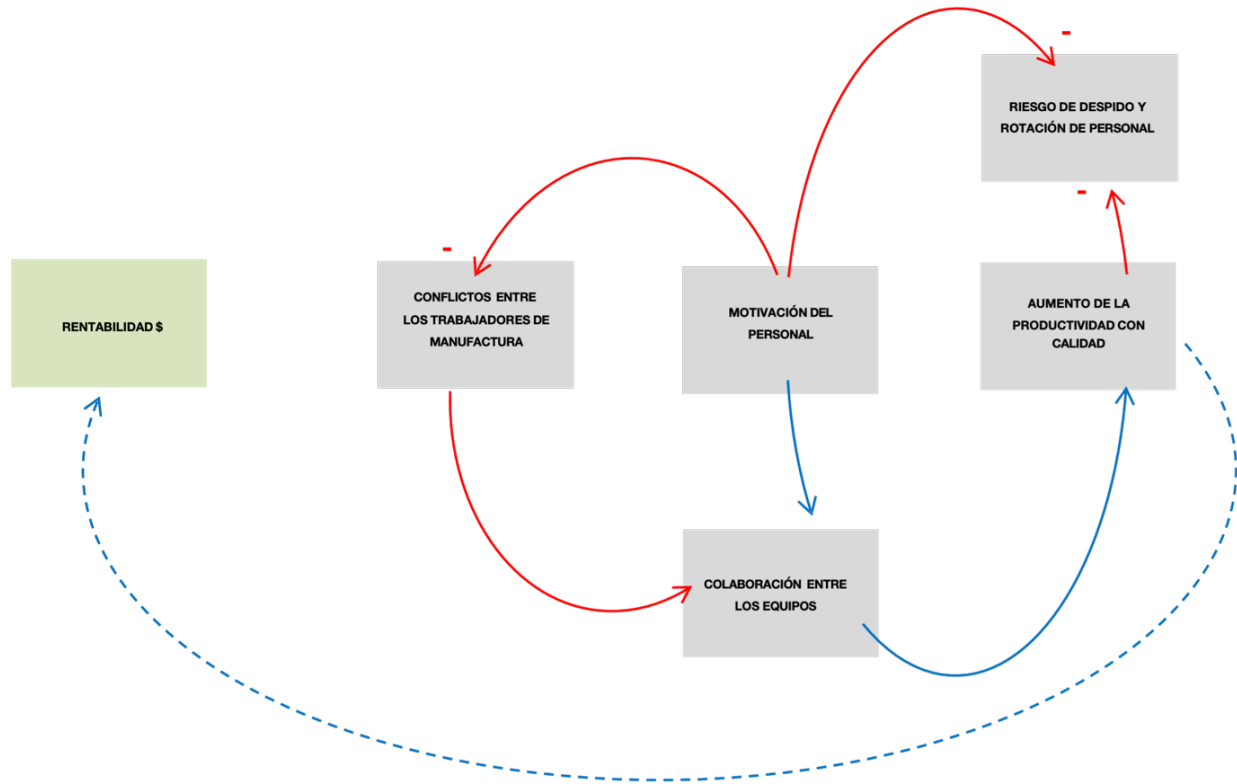 -
RIESGO DE DESPIDO Y
ROTACIÓN DE PERSONAL
-
-
RENTABILIDAD $
CONFLICTOS ENTRE
LOS TRABAJADORES DE
MANUFACTURA
MOTIVACIÓN DEL
PERSONAL
AUMENTO DE LA
PRODUCTIVIDAD CON
CALIDAD
COLABORACIÓN ENTRE
LOS EQUIPOS